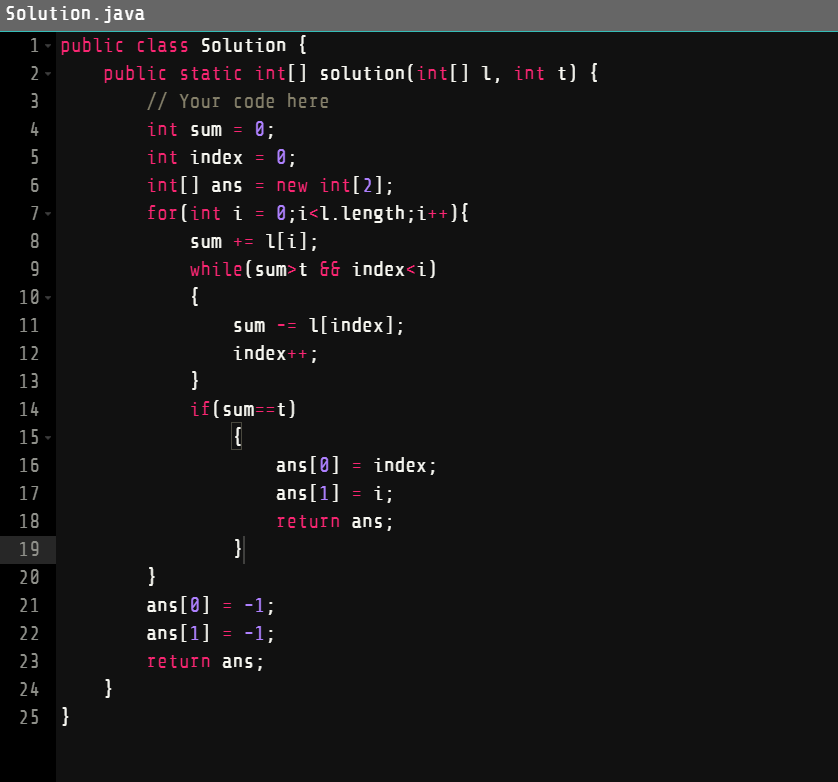 Solution.java
1 public class Solution {
2     public static int[] solution(int[] l, int t) {
3         // Your code here
4         int sum = 0;
5         int index = 0;
6         int[] ans = new int[2];
7         for(int i = 0;i<l.length;i++){
8             sum += l[i];
9             while(sum>t && index<i)
10             {
11                 sum -= l[index];
12                 index++;
13             }
14             if(sum==t)
15                 {
16                     ans[0] = index;
17                     ans[1] = i;
18                     return ans;
19                 }
20         }
21         ans[0] = -1;
22         ans[1] = -1;
23         return ans;
24     }
25 }